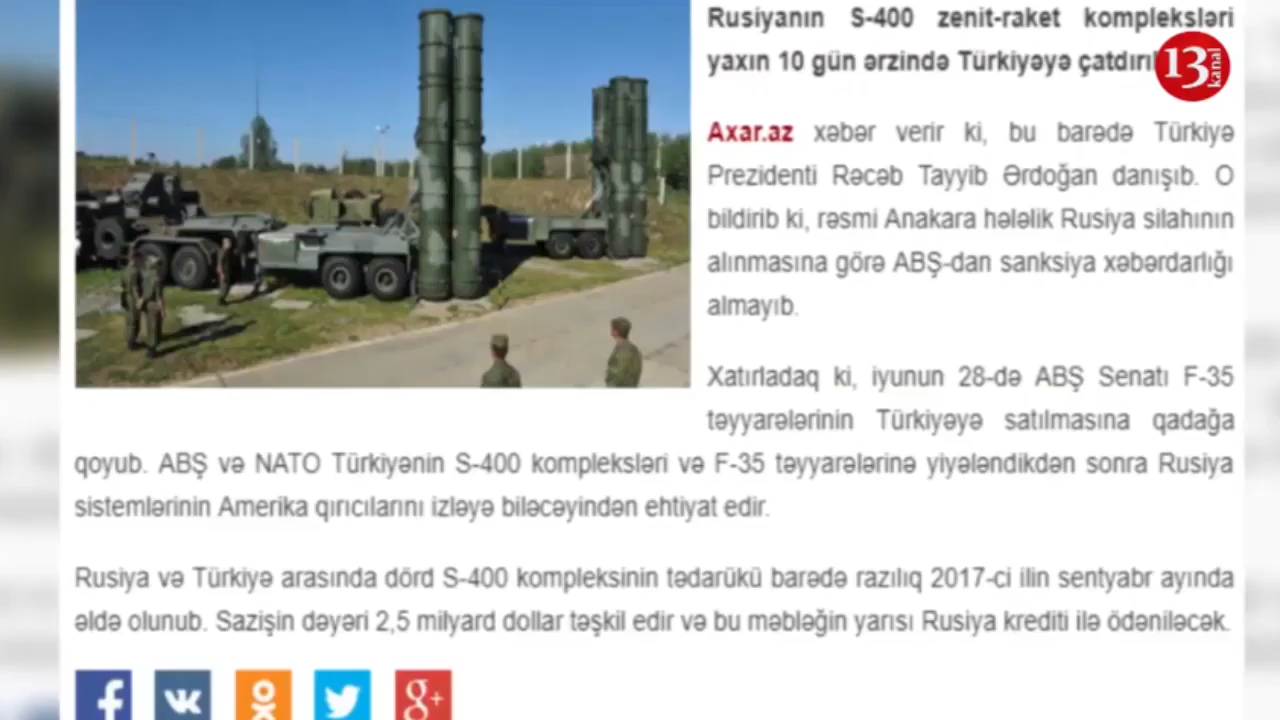 Rusiyanın S-400 zenit-raket kompleksləri
yaxın 10 gün ərzində Türkiyəyə
13 kanal
Axar.az xəbər verir ki, bu barədə Türkiyə
Prezidenti Rəcəb Tayyib Ərdoğan danışıb. O
bildirib ki, rəsmi Anakara hələlik Rusiya silahının
alınmasına görə ABŞ-dan sanksiya xəbərdarlığı
almayıb.
Xatırladaq ki, iyunun 28-də ABŞ Senatı F-35
təyyarələrinin Türkiyəyə satılmasına qadağa
qoyub. ABŞ və NATO Türkiyənin S-400 kompleksləri və F-35 təyyarələrinə yiyələndikdən sonra Rusiya
sistemlərinin Amerika qırıcılarını izləyə biləcəyindən ehtiyat edir.
Rusiya və Türkiyə arasında dörd S-400 kompleksinin tədarükü barədə razılıq 2017-ci ilin sentyabr ayında
əldə olunub. Sazişin dəyəri 2,5 milyard dollar təşkil edir və bu məbləğin yarısı Rusiya krediti ilə ödəniləcək.